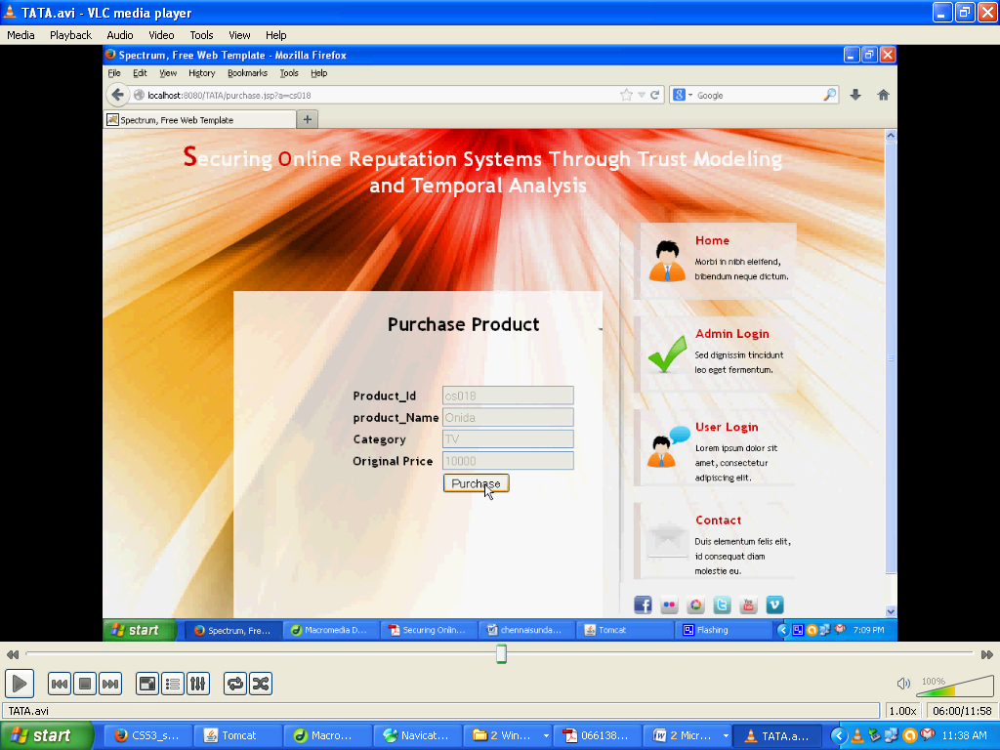 TATA.avi - VLC media player
Media Playback Audio Video Tools View Help
Spectrum, Free Web Template - Mozilla Firefox
File Edit View History Bookmarks Tools Help
localhost:8080/TATA/purchase.jsp?a=cs018
Google
Spectrum, Free Web Template
Securing Online Reputation Systems Through Trust Modeling
and Temporal Analysis
Home
Morbi in nibh eleifend,
bibendum neque dictum.
Purchase Product
Admin Login
Sed dignissim tincidunt
leo eget fermentum.
Product_Id cs018
product_Name Onida
Category TV
Original Price 10000
Purchase
User Login
Lorem ipsum dolor sit
amet, consectetur
adipiscing elit.
Contact
Duis elementum felis elit,
id consequat diam
molestie eu.
start Spectrum, Fre... Macromedia D... Securing Onlin... chennaisunda... Tomcat Flashing 7:09 PM
100%
TATA.avi 1.00x 06:00/11:58
start CSS3_s... Tomcat Macro... Navicat... 2 Win... 066138... 2 Micr... TATA.a... 11:38 AM